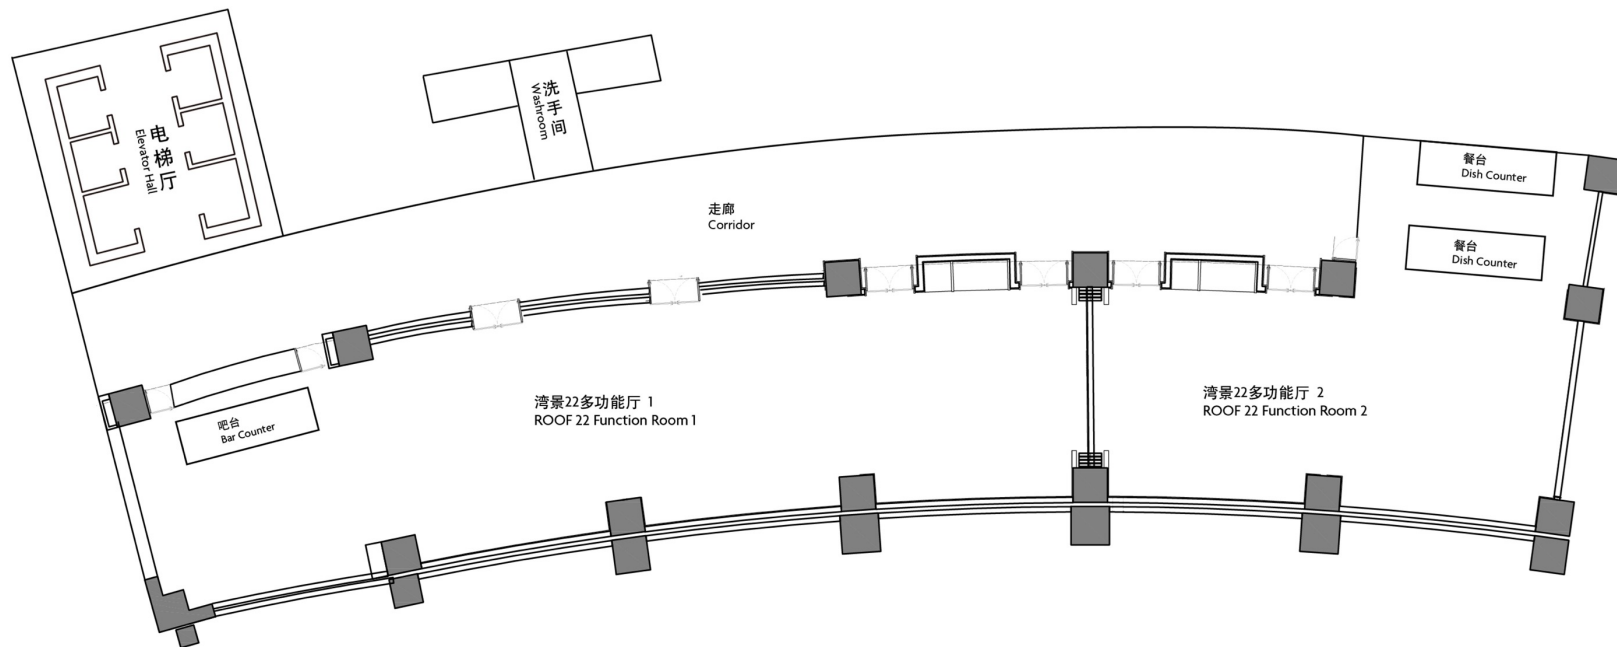 电梯厅
Elevator Hall
洗手间
Washroom
走廊
Corridor
餐台
Dish Counter
餐台
Dish Counter
吧台
Bar Counter
湾景22多功能厅 1
ROOF 22 Function Room 1
湾景22多功能厅 2
ROOF 22 Function Room 2